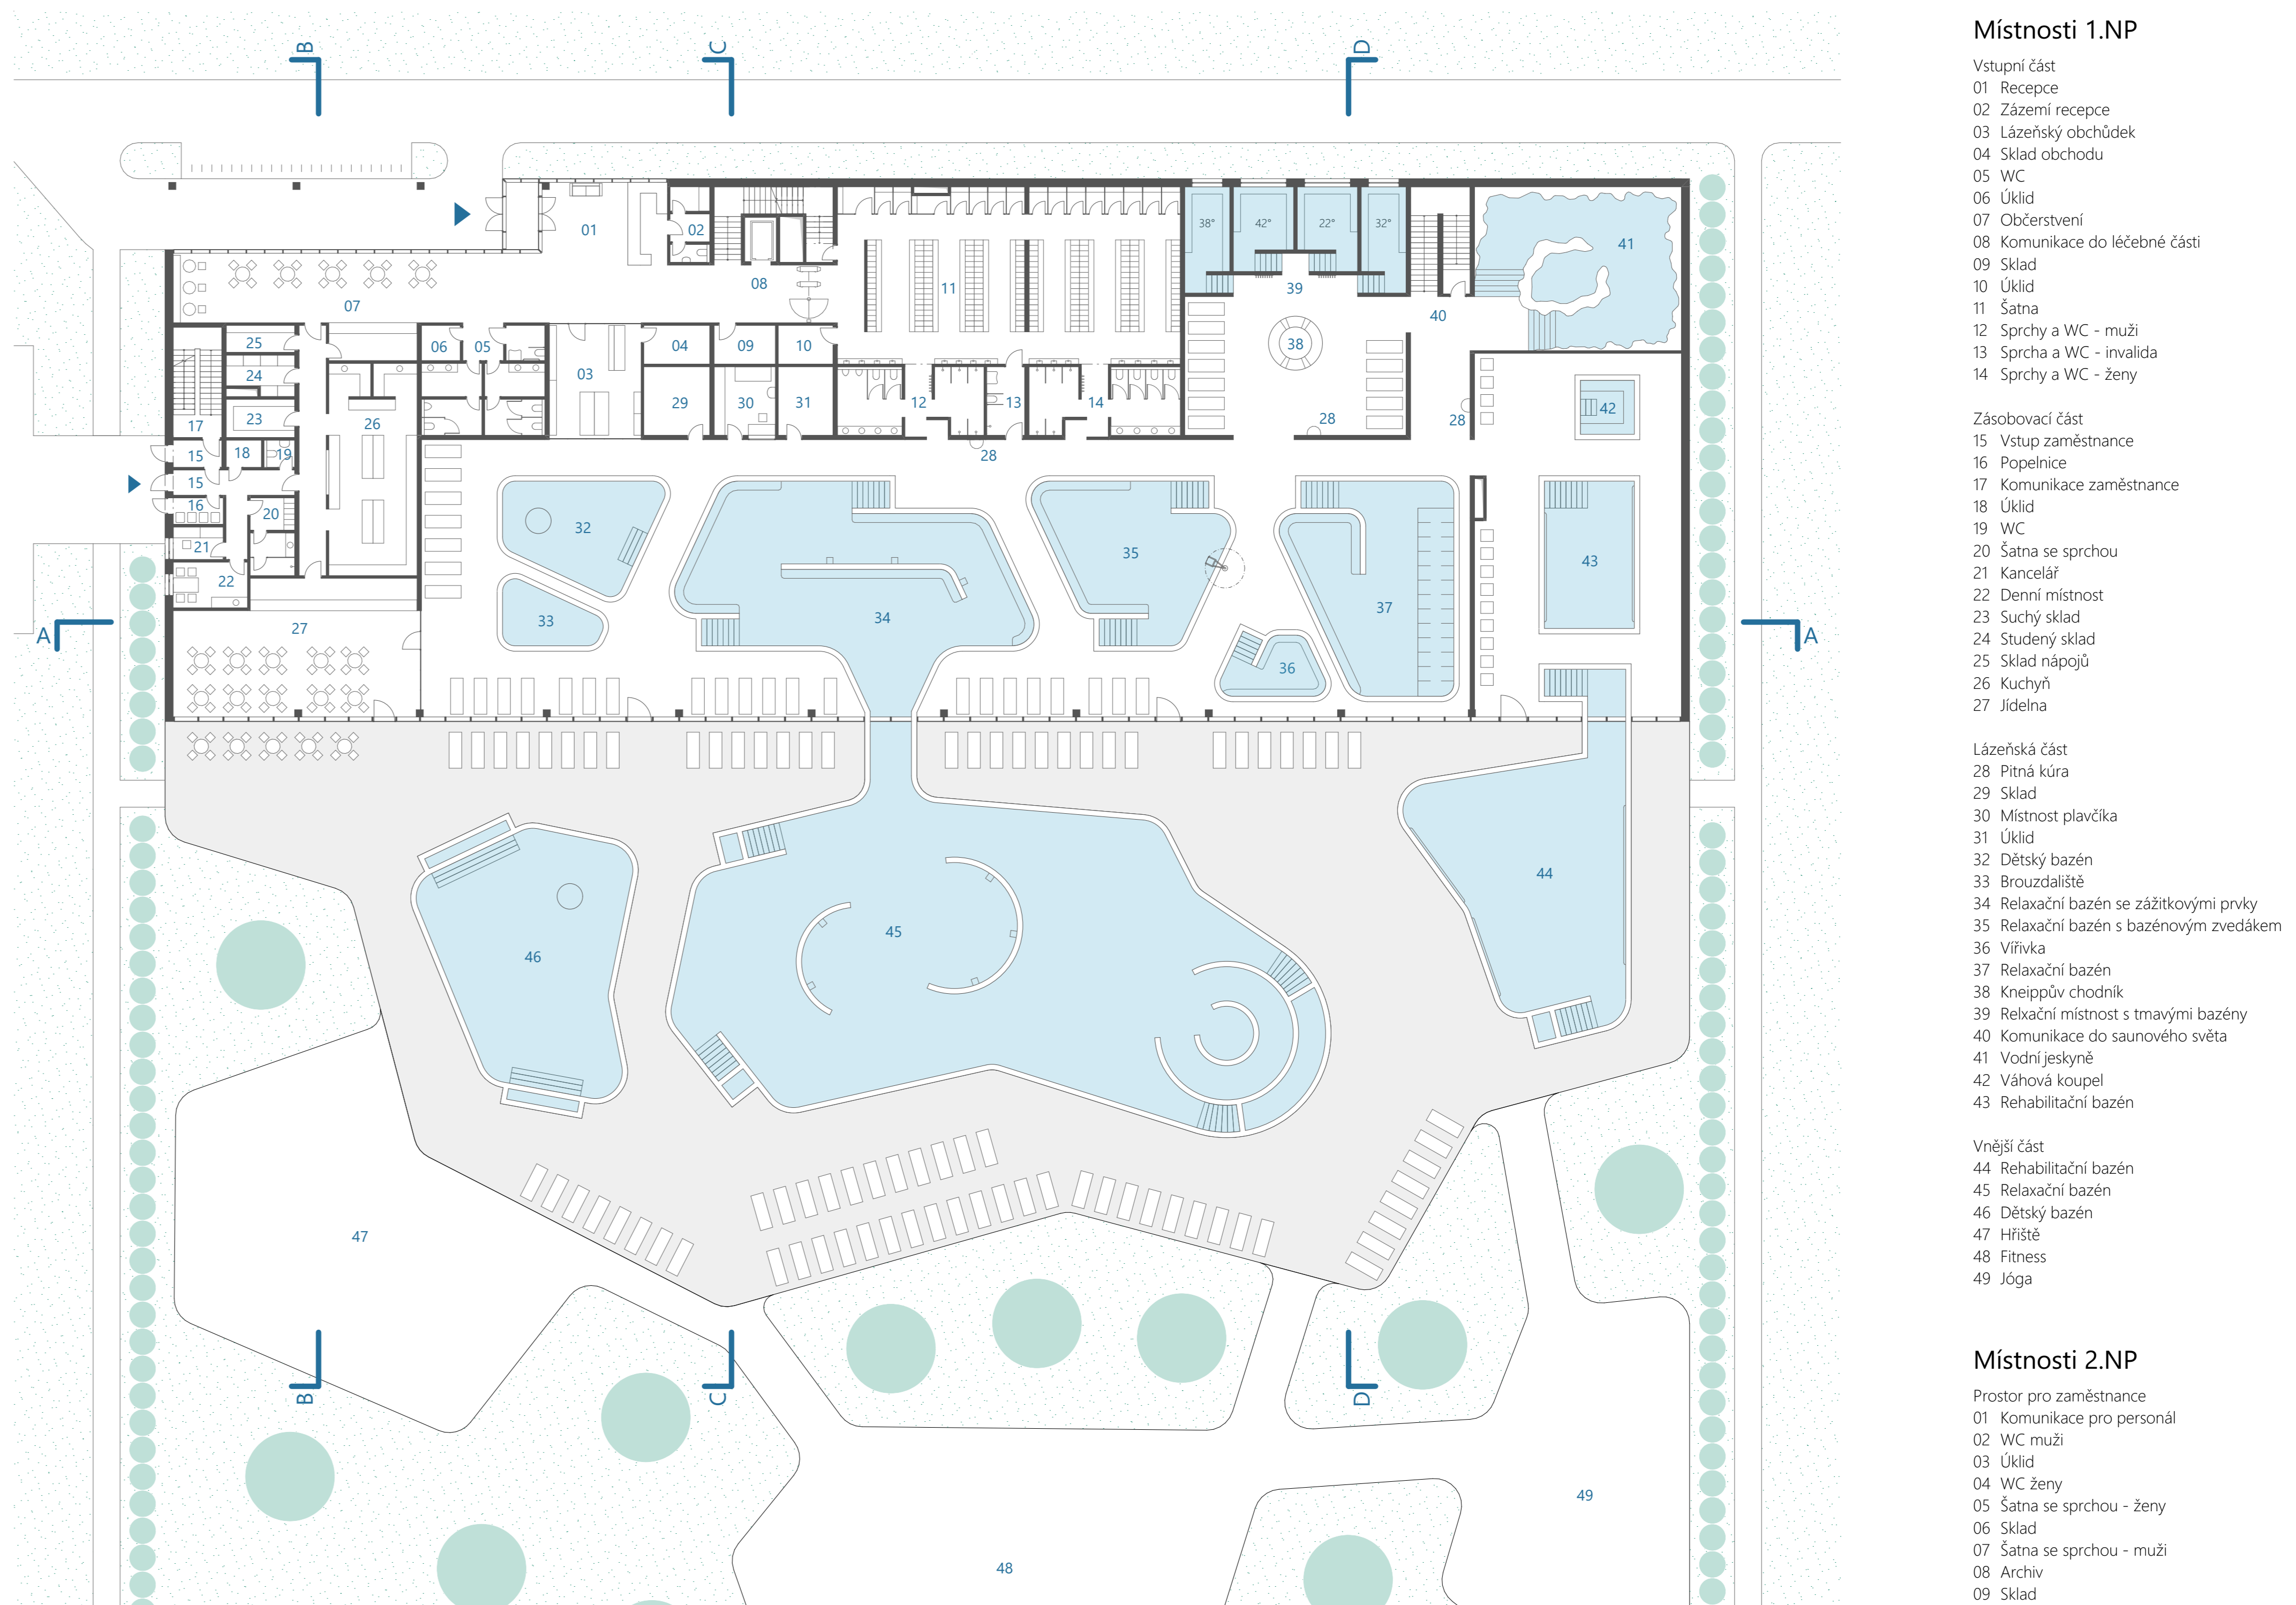 B
C
D
01
02
38°
42°
22°
32°
41
08
11
39
07
40
25
06
05
04
09
10
38
24
03
29
30
31
12
13
14
42
23
26
28
28
17
15
18
19
28
15
16
20
32
35
43
21
22
33
34
37
27
A
A
36
44
45
46
47
B
C
D
49
48
Místnosti 1.NP
Vstupní část
01 Recepce
02 Zázemí recepce
03 Lázeňský obchůdek
04 Sklad obchodu
05 WC
06 Úklid
07 Občerstvení
08 Komunikace do léčebné části
09 Sklad
10 Úklid
11 Šatna
12 Sprchy a WC - muži
13 Sprcha a WC - invalida
14 Sprchy a WC - ženy
Zásobovací část
15 Vstup zaměstnance
16 Popelnice
17 Komunikace zaměstnance
18 Úklid
19 WC
20 Šatna se sprchou
21 Kancelář
22 Denní místnost
23 Suchý sklad
24 Studený sklad
25 Sklad nápojů
26 Kuchyň
27 Jídelna
Lázeňská část
28 Pitná kúra
29 Sklad
30 Místnost plavčíka
31 Úklid
32 Dětský bazén
33 Brouzdaliště
34 Relaxační bazén se zážitkovými prvky
35 Relaxační bazén s bazénovým zvedákem
36 Vířivka
37 Relaxační bazén
38 Kneippův chodník
39 Relxační místnost s tmavými bazény
40 Komunikace do saunového světa
41 Vodní jeskyně
42 Váhová koupel
43 Rehabilitační bazén
Vnější část
44 Rehabilitační bazén
45 Relaxační bazén
46 Dětský bazén
47 Hřiště
48 Fitness
49 Jóga
Místnosti 2.NP
Prostor pro zaměstnance
01 Komunikace pro personál
02 WC muži
03 Úklid
04 WC ženy
05 Šatna se sprchou - ženy
06 Sklad
07 Šatna se sprchou - muži
08 Archiv
09 Sklad